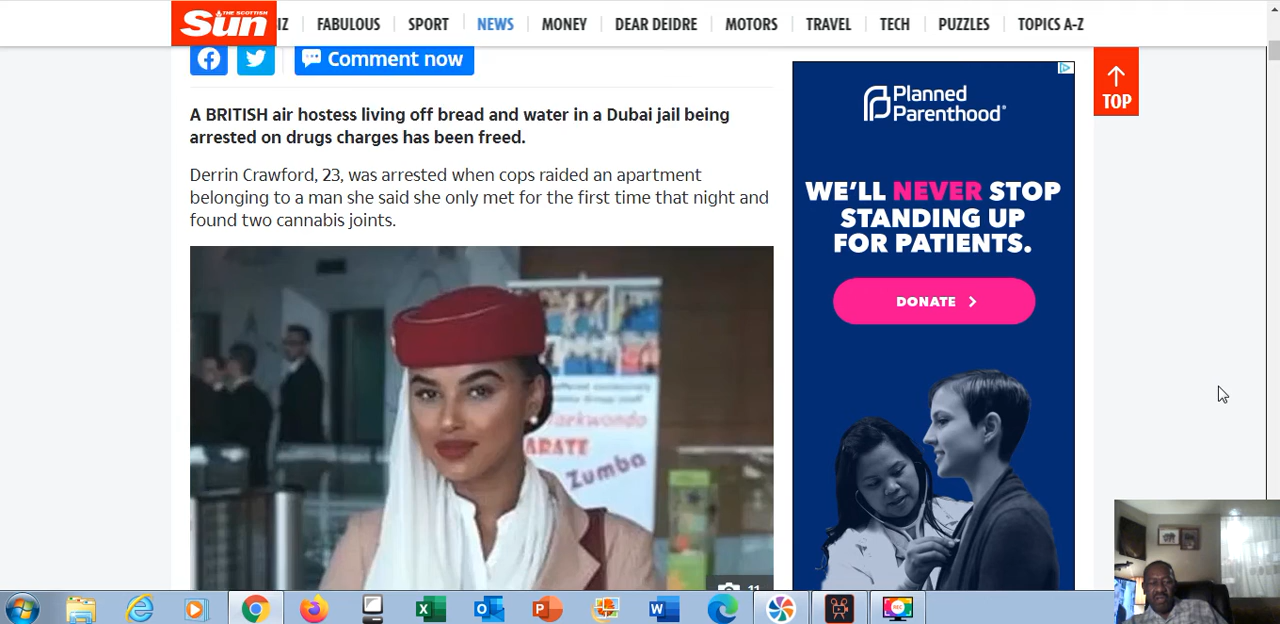 THE SCOTTISH
Sun
IZ FABULOUS SPORT NEWS MONEY DEAR DEIDRE MOTORS TRAVEL TECH PUZZLES TOPICS A-Z
Comment now
TOP
A BRITISH air hostess living off bread and water in a Dubai jail being
arrested on drugs charges has been freed.
Derrin Crawford, 23, was arrested when cops raided an apartment
belonging to a man she said she only met for the first time that night and
found two cannabis joints.
ARATE
Zumba
11
Planned
Parenthood®
WE'LL NEVER STOP
STANDING UP
FOR PATIENTS.
DONATE >
REC